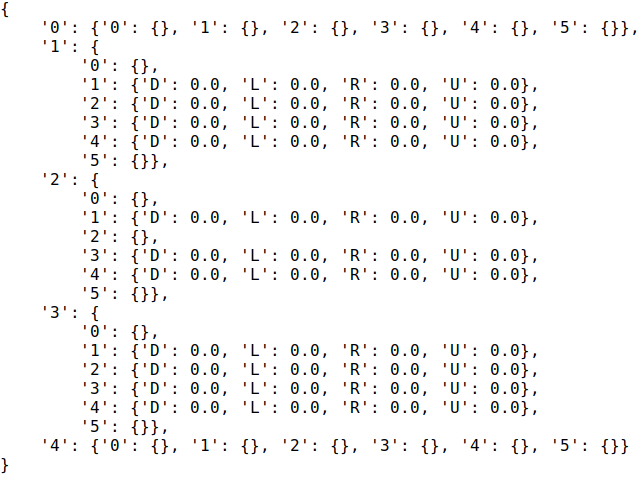 {
    '0': {'0': {}, '1': {}, '2': {}, '3': {}, '4': {}, '5': {}},
    '1': {
        '0': {},
        '1': {'D': 0.0, 'L': 0.0, 'R': 0.0, 'U': 0.0},
        '2': {'D': 0.0, 'L': 0.0, 'R': 0.0, 'U': 0.0},
        '3': {'D': 0.0, 'L': 0.0, 'R': 0.0, 'U': 0.0},
        '4': {'D': 0.0, 'L': 0.0, 'R': 0.0, 'U': 0.0},
        '5': {}},
    '2': {
        '0': {},
        '1': {'D': 0.0, 'L': 0.0, 'R': 0.0, 'U': 0.0},
        '2': {},
        '3': {'D': 0.0, 'L': 0.0, 'R': 0.0, 'U': 0.0},
        '4': {'D': 0.0, 'L': 0.0, 'R': 0.0, 'U': 0.0},
        '5': {}},
    '3': {
        '0': {},
        '1': {'D': 0.0, 'L': 0.0, 'R': 0.0, 'U': 0.0},
        '2': {'D': 0.0, 'L': 0.0, 'R': 0.0, 'U': 0.0},
        '3': {'D': 0.0, 'L': 0.0, 'R': 0.0, 'U': 0.0},
        '4': {'D': 0.0, 'L': 0.0, 'R': 0.0, 'U': 0.0},
        '5': {}},
    '4': {'0': {}, '1': {}, '2': {}, '3': {}, '4': {}, '5': {}}
}